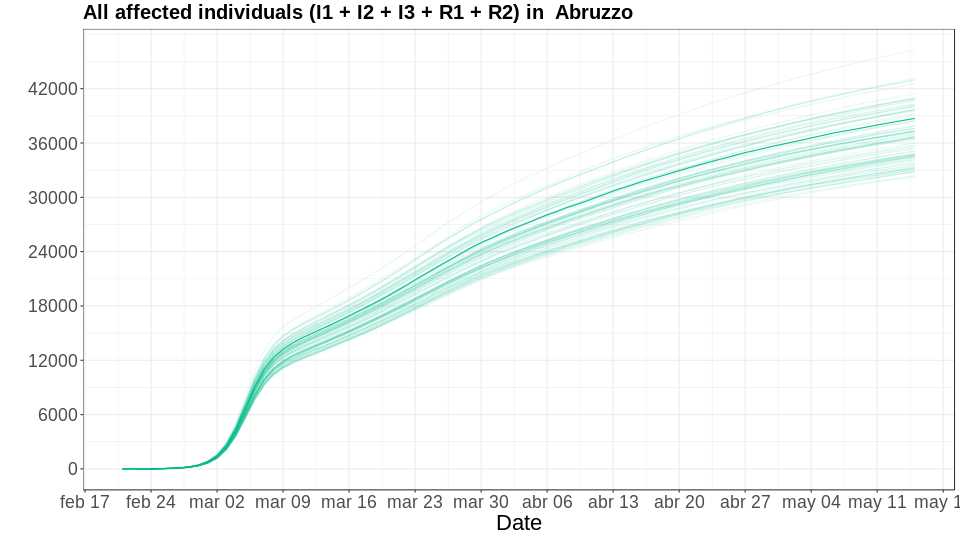 All affected individuals (I1 + I2 + I3 + R1 + R2) in  Abruzzo
42000
36000
30000
24000
18000
12000
6000
0
feb 17 feb 24 mar 02 mar 09 mar 16 mar 23 mar 30 abr 06 abr 13 abr 20 abr 27 may 04 may 11 may 1
Date